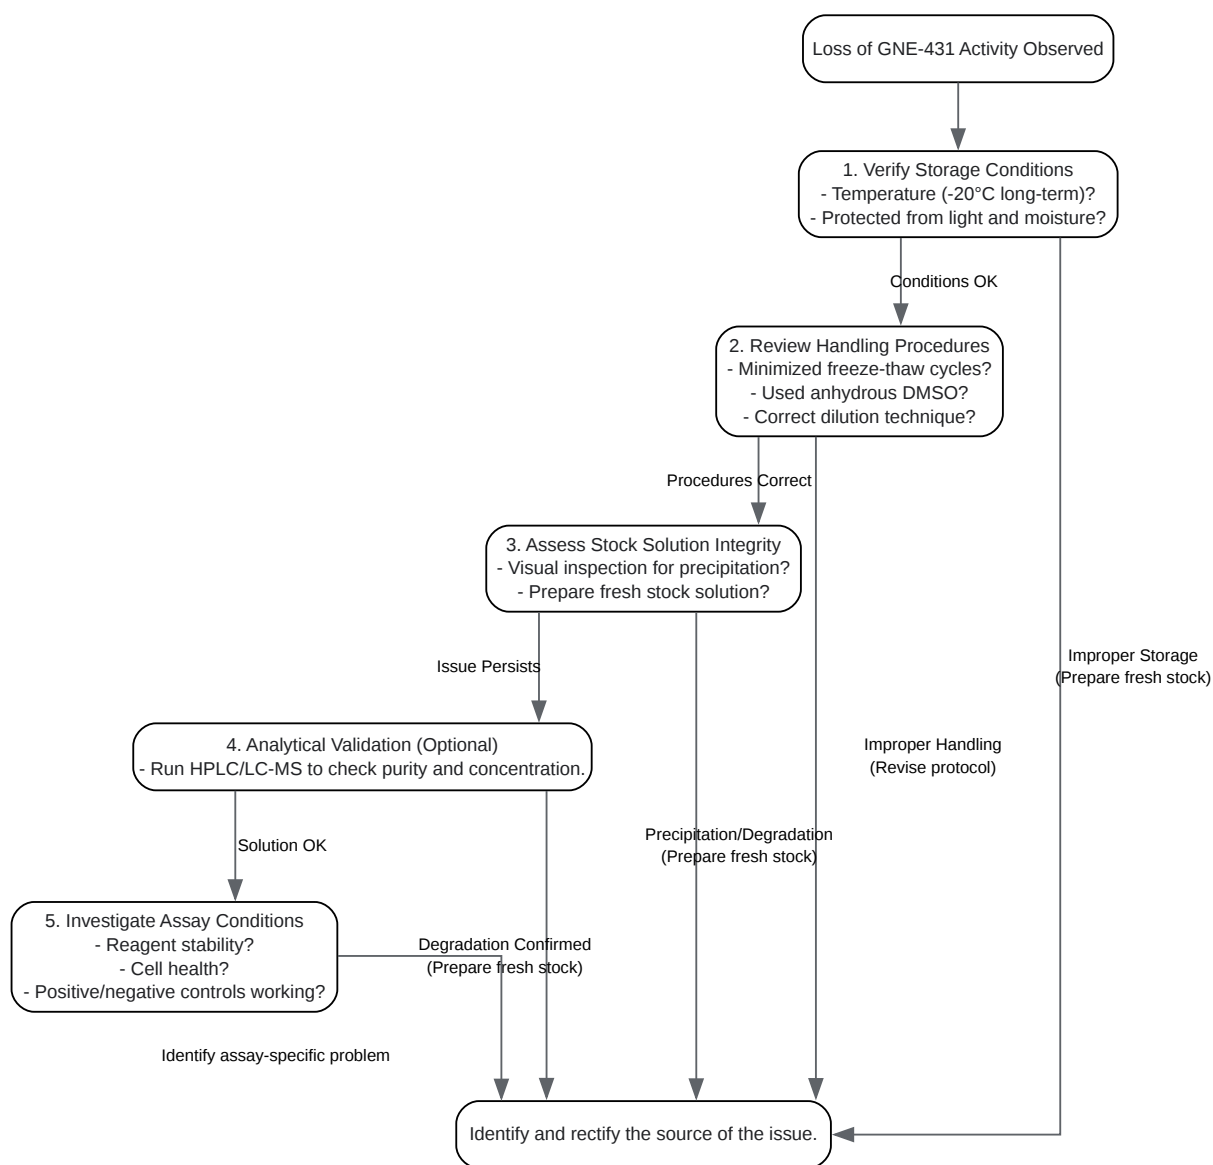 Loss of GNE-431 Activity Observed
1. Verify Storage Conditions
- Temperature (-20°C long-term)?
- Protected from light and moisture?
Conditions OK
2. Review Handling Procedures
- Minimized freeze-thaw cycles?
- Used anhydrous DMSO?
- Correct dilution technique?
Procedures Correct
3. Assess Stock Solution Integrity
- Visual inspection for precipitation?
- Prepare fresh stock solution?
Issue Persists
Improper Storage
(Prepare fresh stock)
4. Analytical Validation (Optional)
- Run HPLC/LC-MS to check purity and concentration.
Improper Handling
(Revise protocol)
Solution OK
Precipitation/Degradation
(Prepare fresh stock)
5. Investigate Assay Conditions
- Reagent stability?
- Cell health?
- Positive/negative controls working?
Degradation Confirmed
(Prepare fresh stock)
Identify assay-specific problem
Identify and rectify the source of the issue.